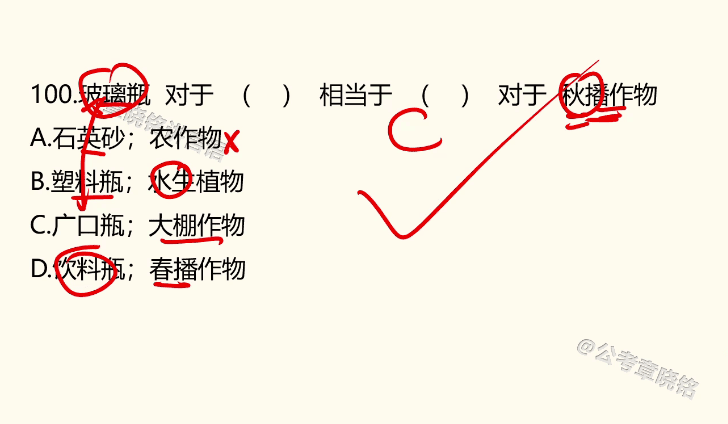 100.玻璃瓶 对于 （ ） 相当于 （ ） 对于 秋播作物
C
A.石英砂；农作物x
B.塑料瓶；水生植物
C.广口瓶；大棚作物
D.饮料瓶；春播作物
@公考章晓铭